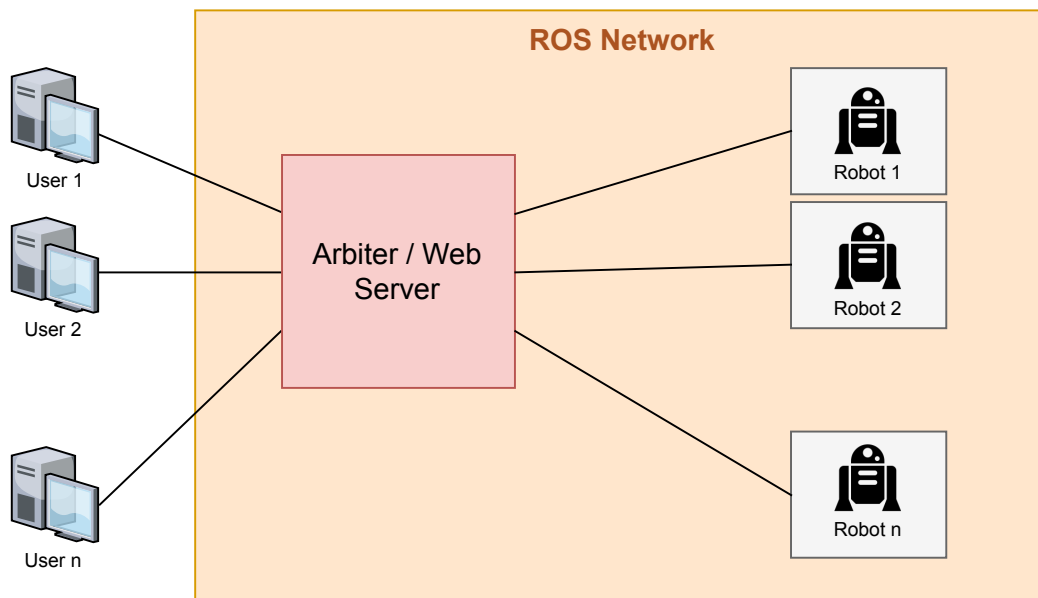 ROS Network
User 1
User 2
User n
Arbiter / Web
Server
Robot 1
Robot 2
Robot n